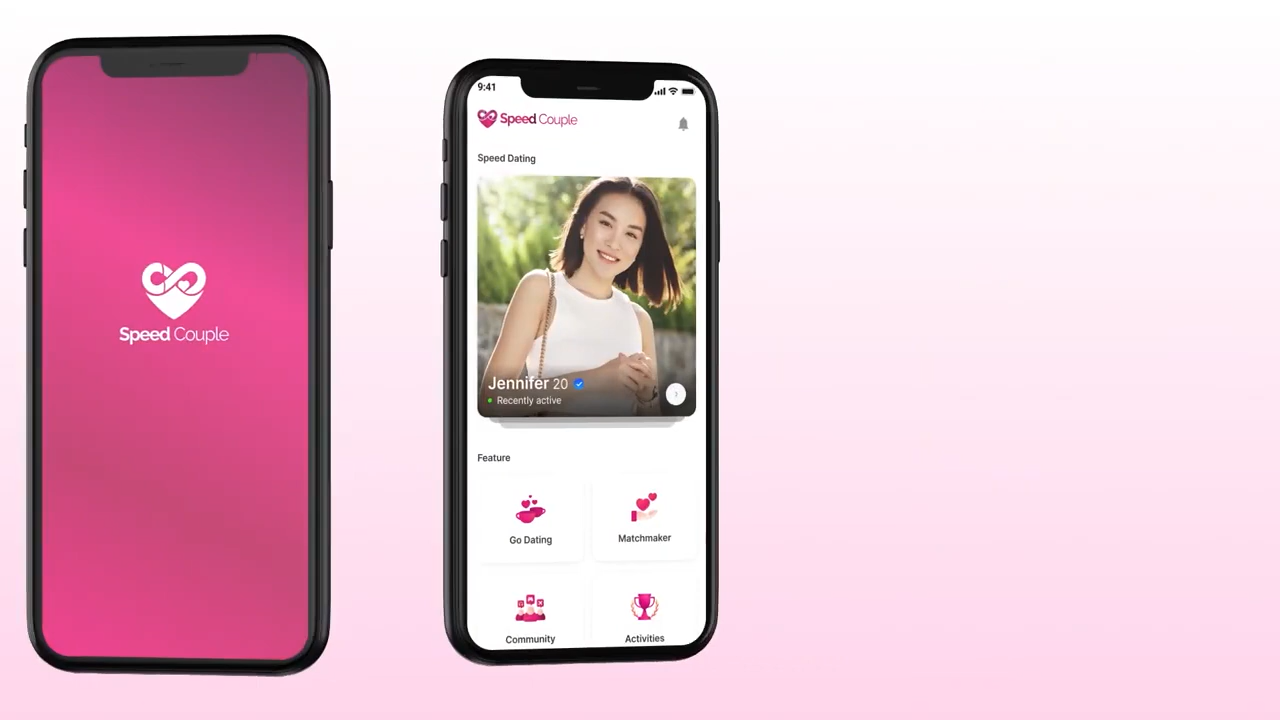 Speed Couple
9:41
Speed Couple
Speed Dating
Jennifer 20
Recently active
Feature
Go Dating
Matchmaker
Community
Activities